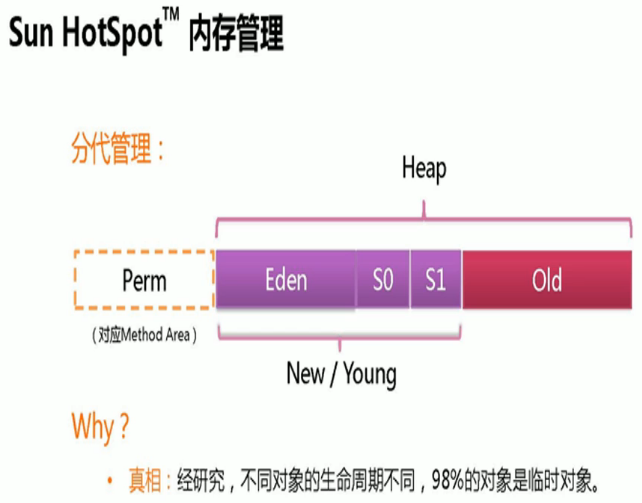 Sun HotSpot™ 内存管理
分代管理：
Heap
Perm Eden S0 S1 Old
（对应Method Area）
New / Young
Why？
• 真相：经研究，不同对象的生命周期不同，98%的对象是临时对象。